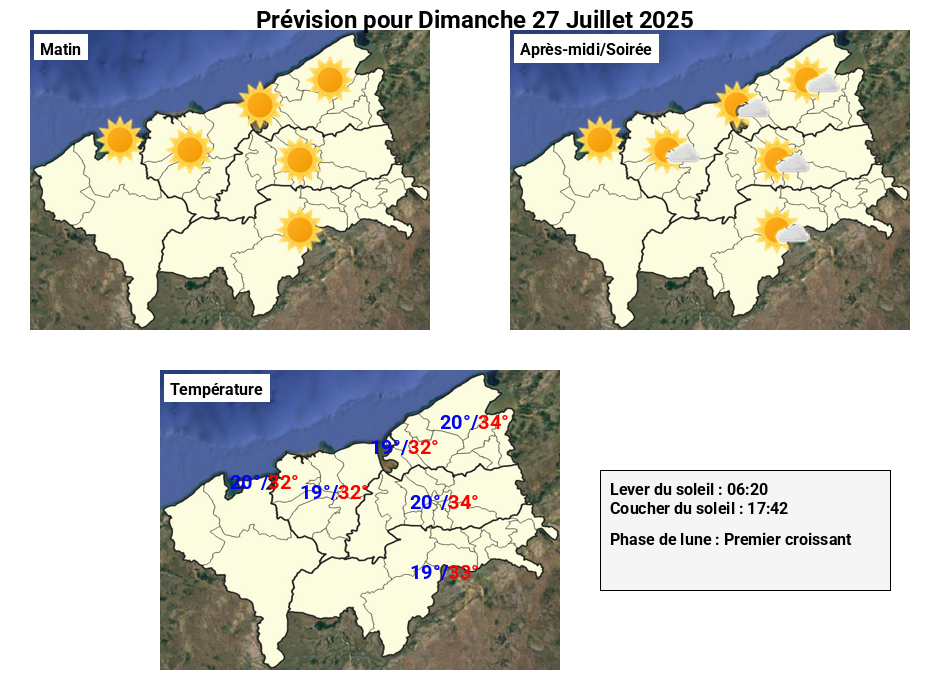 Prévision pour Dimanche 27 Juillet 2025
Matin
Après-midi/Soirée
Température
20°/34°
19°/32°
20°/32°
19°/32°
20°/34°
19°/33°
Lever du soleil : 06:20
Coucher du soleil : 17:42
Phase de lune : Premier croissant